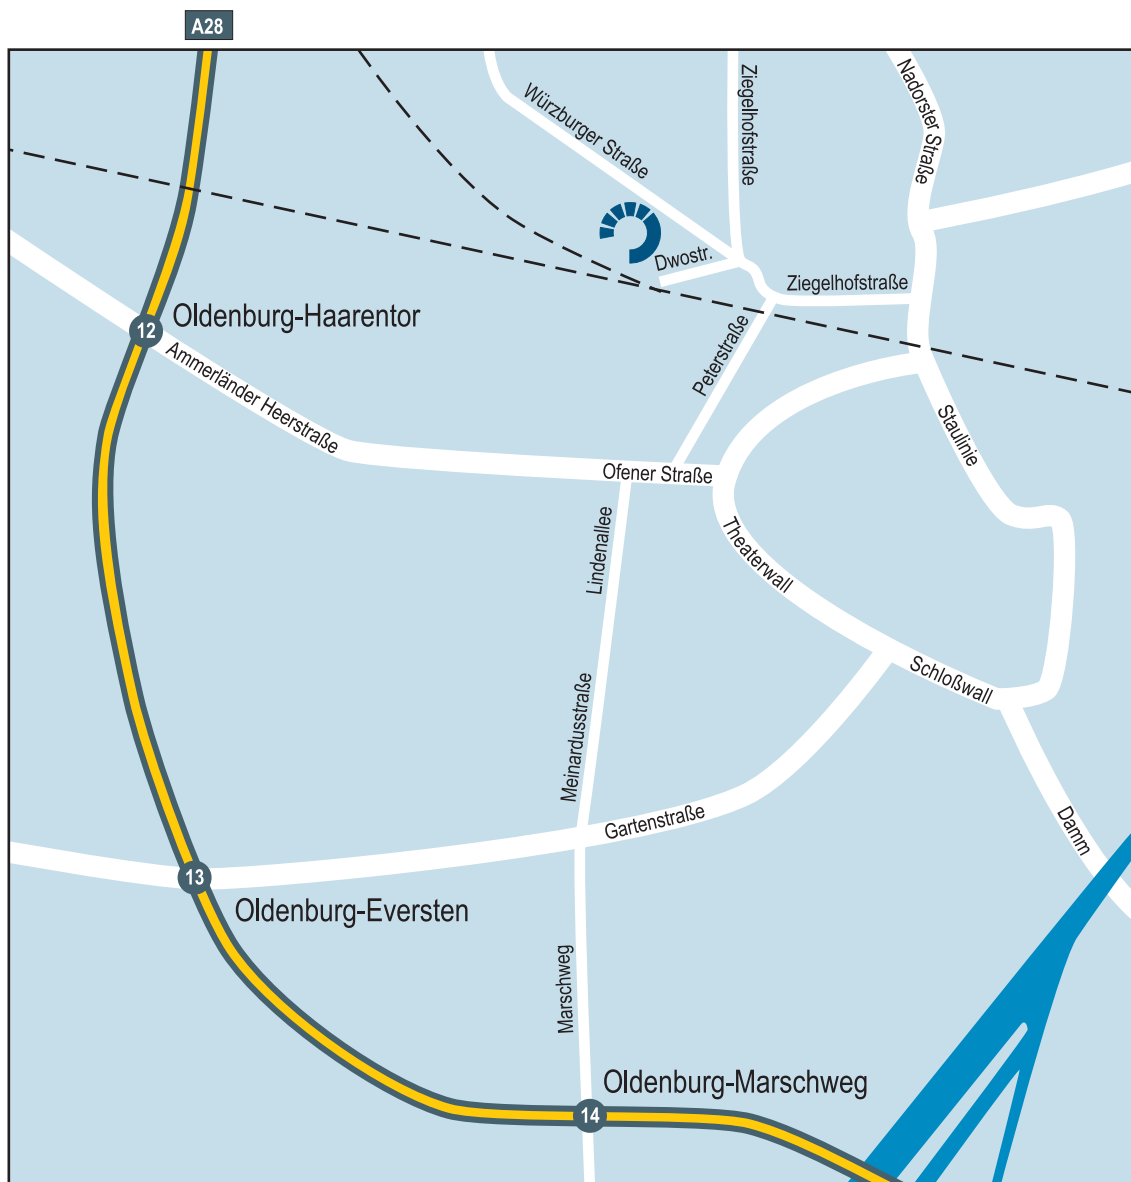 A28
Würzburger Straße
Ziegelhofstraße
Nadorster Straße
Dwostr.
Ziegelhofstraße
12
Oldenburg-Haarentor
Peterstraße
Ammerländer Heerstraße
Staulinie
Ofener Straße
Lindenallee
Theaterwall
Schloßwall
Meinardusstraße
Gartenstraße
Damm
13
Oldenburg-Eversten
Marschweg
Oldenburg-Marschweg
14